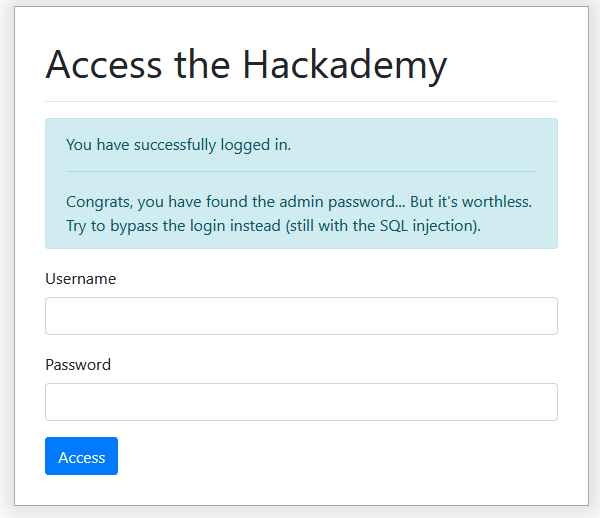 Access the Hackademy
You have successfully logged in.
Congrats, you have found the admin password... But it's worthless.
Try to bypass the login instead (still with the SQL injection).
Username
Password
Access